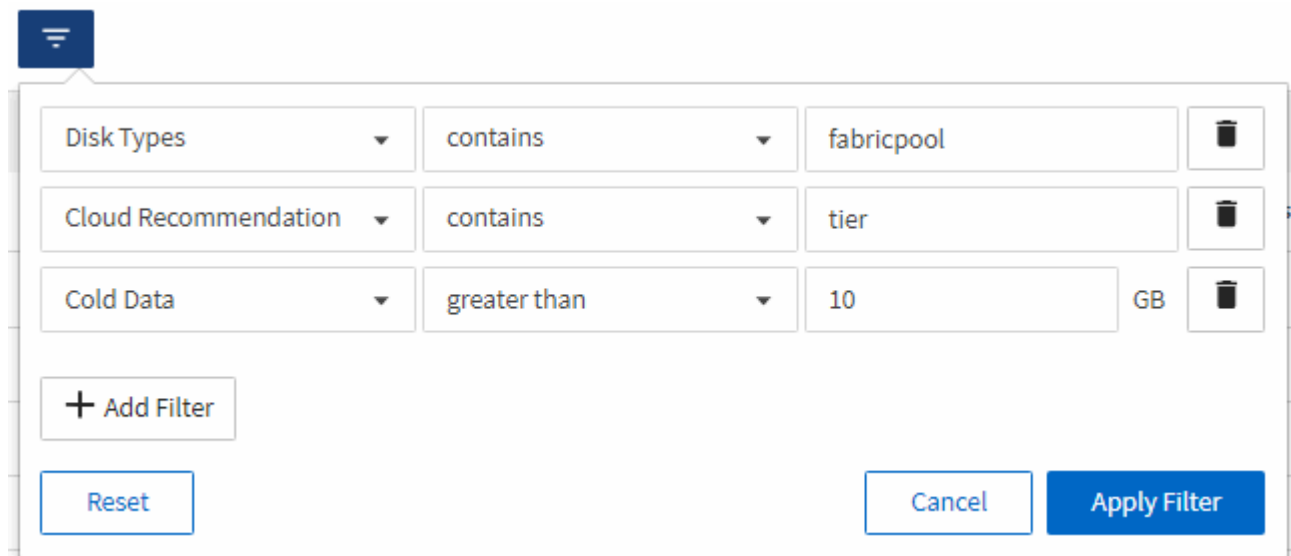 Disk Types contains fabricpool
Cloud Recommendation contains tier
Cold Data greater than 10 GB
+ Add Filter
Reset Cancel Apply Filter